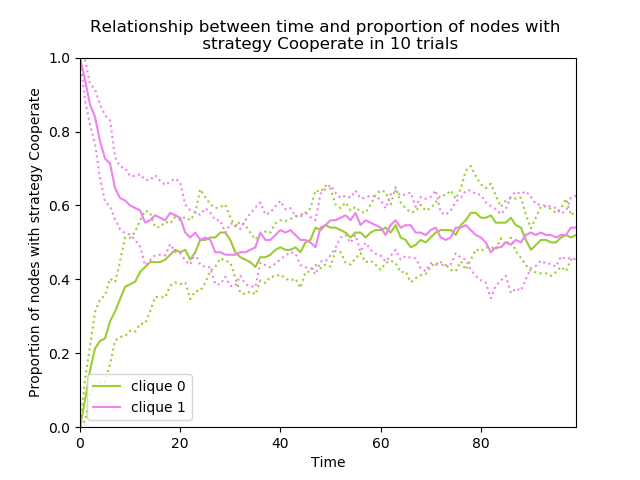 Relationship between time and proportion of nodes with
strategy Cooperate in 10 trials
Proportion of nodes with strategy Cooperate
1.0
0.8
0.6
0.4
0.2
0.0
clique 0
clique 1
0 20 40 60 80
Time